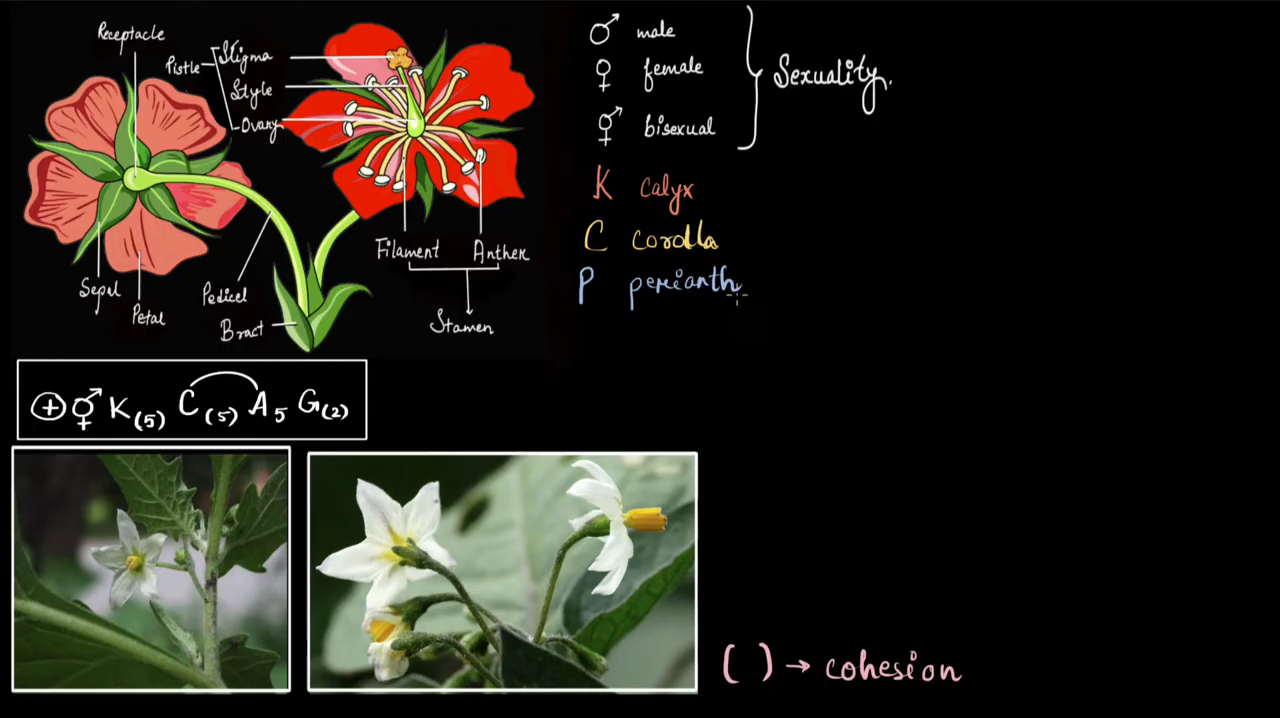 Receptacle
Pistle
Stigma
Style
Ovary
Filament
Anther
Stamen
Sepal
Petal
Pedicel
Bract
♂ male
♀ female
⚥ bisexual
Sexuality.
K calyx
C corolla
P perianth
⊕ ⚥ K(5) C(5) A5 G(2)
( ) → cohesion